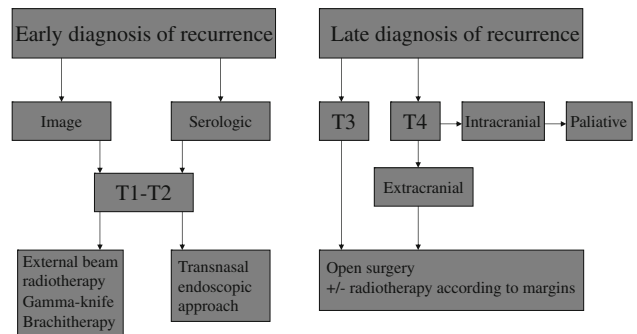 Early diagnosis of recurrence
Image
Serologic
T1-T2
External beam
radiotherapy
Gamma-knife
Brachitherapy
Transnasal
endoscopic
approach
Late diagnosis of recurrence
T3
T4
Intracranial
Paliative
Extracranial
Open surgery
+/- radiotherapy according to margins